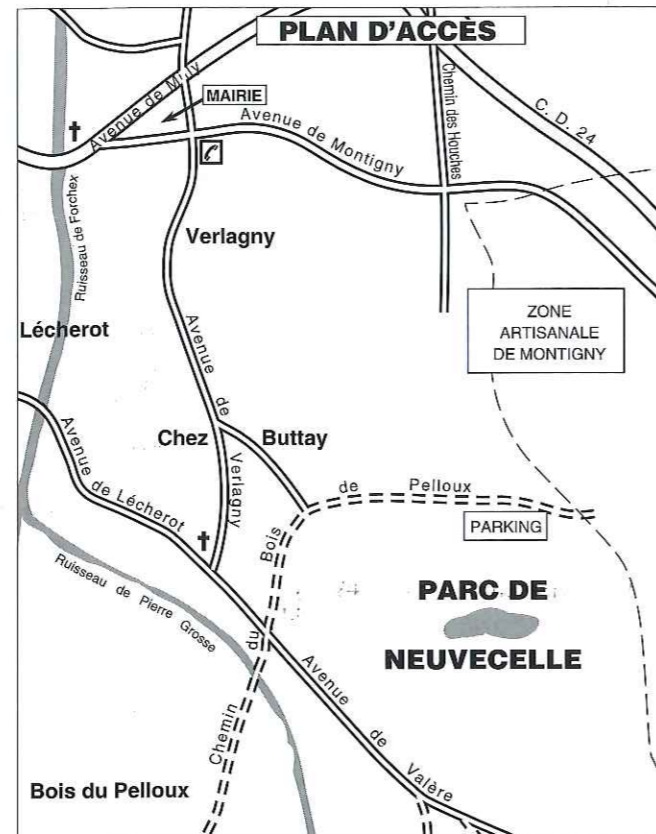 PLAN D'ACCÈS
MAIRIE
Avenue de Milly
Avenue de Montigny
Chemin des Houches
C. D. 24
Ruisseau de Forchex
Verlagny
Lécherot
ZONE
ARTISANALE
DE MONTIGNY
Avenue de Verlagny
Chez Buttay
Avenue de Lécherot
Chemin du Bois de Pelloux
PARKING
Ruisseau de Pierre Grosse
PARC DE
NEUVECELLE
Avenue de Valère
Bois du Pelloux